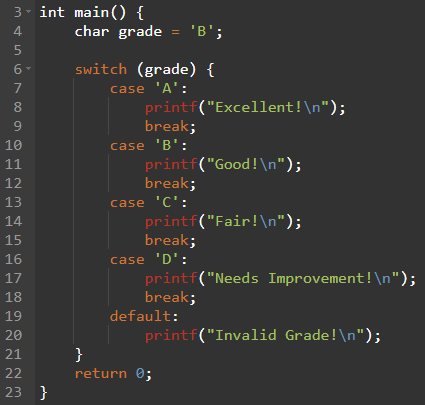 3 int main() {
4     char grade = 'B';
5
6     switch (grade) {
7         case 'A':
8             printf("Excellent!\n");
9             break;
10         case 'B':
11             printf("Good!\n");
12             break;
13         case 'C':
14             printf("Fair!\n");
15             break;
16         case 'D':
17             printf("Needs Improvement!\n");
18             break;
19         default:
20             printf("Invalid Grade!\n");
21     }
22     return 0;
23 }